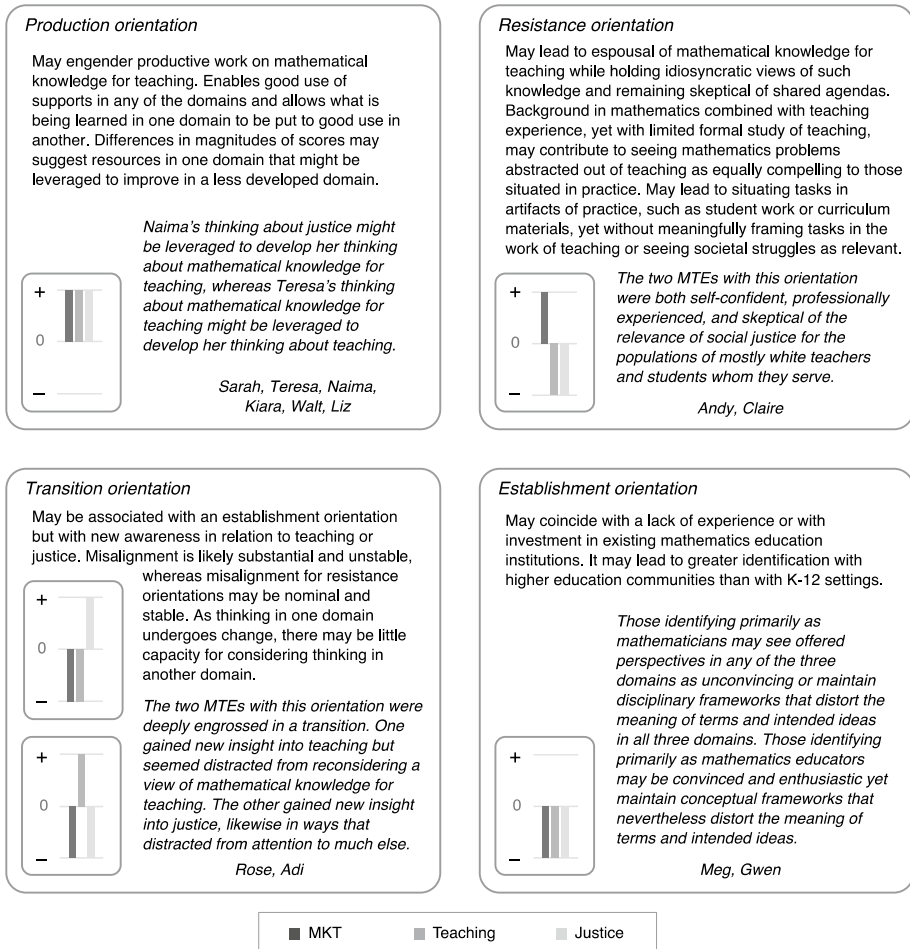 Production orientation
May engender productive work on mathematical
knowledge for teaching. Enables good use of
supports in any of the domains and allows what is
being learned in one domain to be put to good use in
another. Differences in magnitudes of scores may
suggest resources in one domain that might be
leveraged to improve in a less developed domain.
Naima's thinking about justice might
be leveraged to develop her thinking
about mathematical knowledge for
teaching, whereas Teresa's thinking
about mathematical knowledge for
teaching might be leveraged to
develop her thinking about teaching.
+
0
–
Sarah, Teresa, Naima,
Kiara, Walt, Liz
Resistance orientation
May lead to espousal of mathematical knowledge for
teaching while holding idiosyncratic views of such
knowledge and remaining skeptical of shared agendas.
Background in mathematics combined with teaching
experience, yet with limited formal study of teaching,
may contribute to seeing mathematics problems
abstracted out of teaching as equally compelling to those
situated in practice. May lead to situating tasks in
artifacts of practice, such as student work or curriculum
materials, yet without meaningfully framing tasks in the
work of teaching or seeing societal struggles as relevant.
+
0
–
The two MTEs with this orientation
were both self-confident, professionally
experienced, and skeptical of the
relevance of social justice for the
populations of mostly white teachers
and students whom they serve.
Andy, Claire
Transition orientation
May be associated with an establishment orientation
but with new awareness in relation to teaching or
justice. Misalignment is likely substantial and unstable,
whereas misalignment for resistance
orientations may be nominal and
stable. As thinking in one domain
undergoes change, there may be little
capacity for considering thinking in
another domain.
+
0
–
The two MTEs with this orientation were
deeply engrossed in a transition. One
gained new insight into teaching but
seemed distracted from reconsidering a
view of mathematical knowledge for
teaching. The other gained new insight
into justice, likewise in ways that
distracted from attention to much else.
+
0
–
Rose, Adi
Establishment orientation
May coincide with a lack of experience or with
investment in existing mathematics education
institutions. It may lead to greater identification with
higher education communities than with K-12 settings.
Those identifying primarily as
mathematicians may see offered
perspectives in any of the three
domains as unconvincing or maintain
disciplinary frameworks that distort the
meaning of terms and intended ideas
in all three domains. Those identifying
primarily as mathematics educators
may be convinced and enthusiastic yet
maintain conceptual frameworks that
nevertheless distort the meaning of
terms and intended ideas.
+
0
–
Meg, Gwen
MKT Teaching Justice